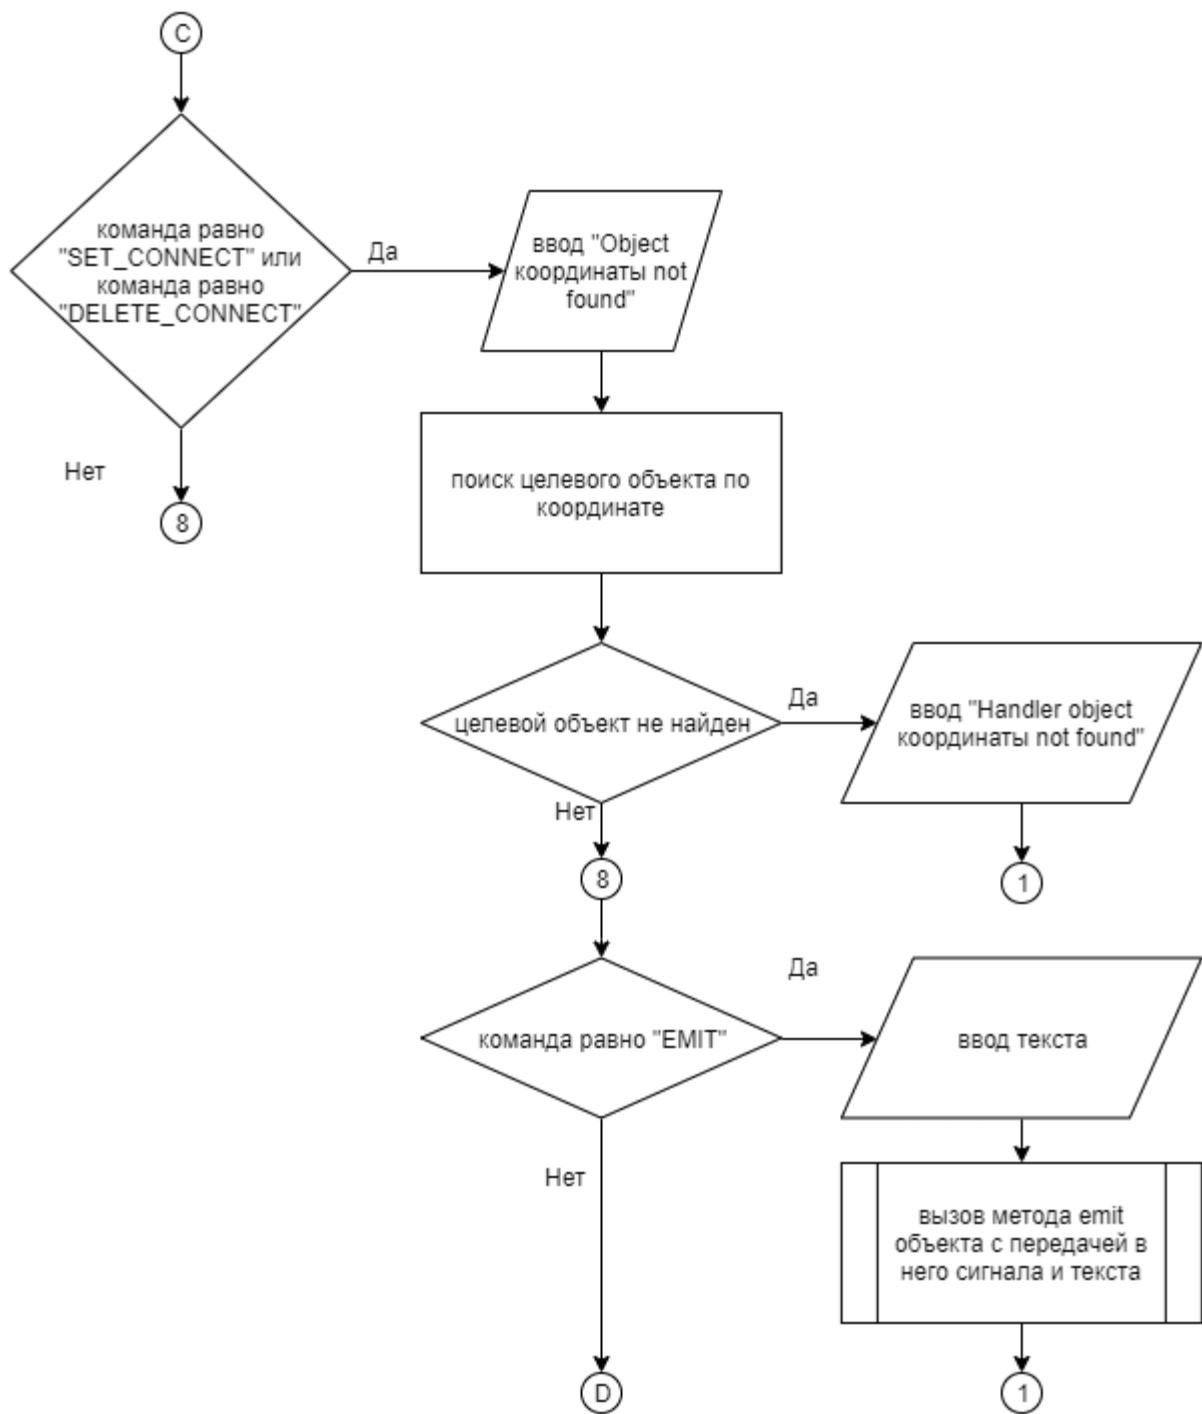 C
команда равно
"SET_CONNECT" или
команда равно
"DELETE_CONNECT"
Да
ввод "Object
координаты not
found"
Нет
8
поиск целевого объекта по
координате
целевой объект не найден
Да
ввод "Handler object
координаты not found"
Нет
8
1
команда равно "EMIT"
Да
ввод текста
Нет
вызов метода emit
объекта с передачей в
него сигнала и текста
D
1